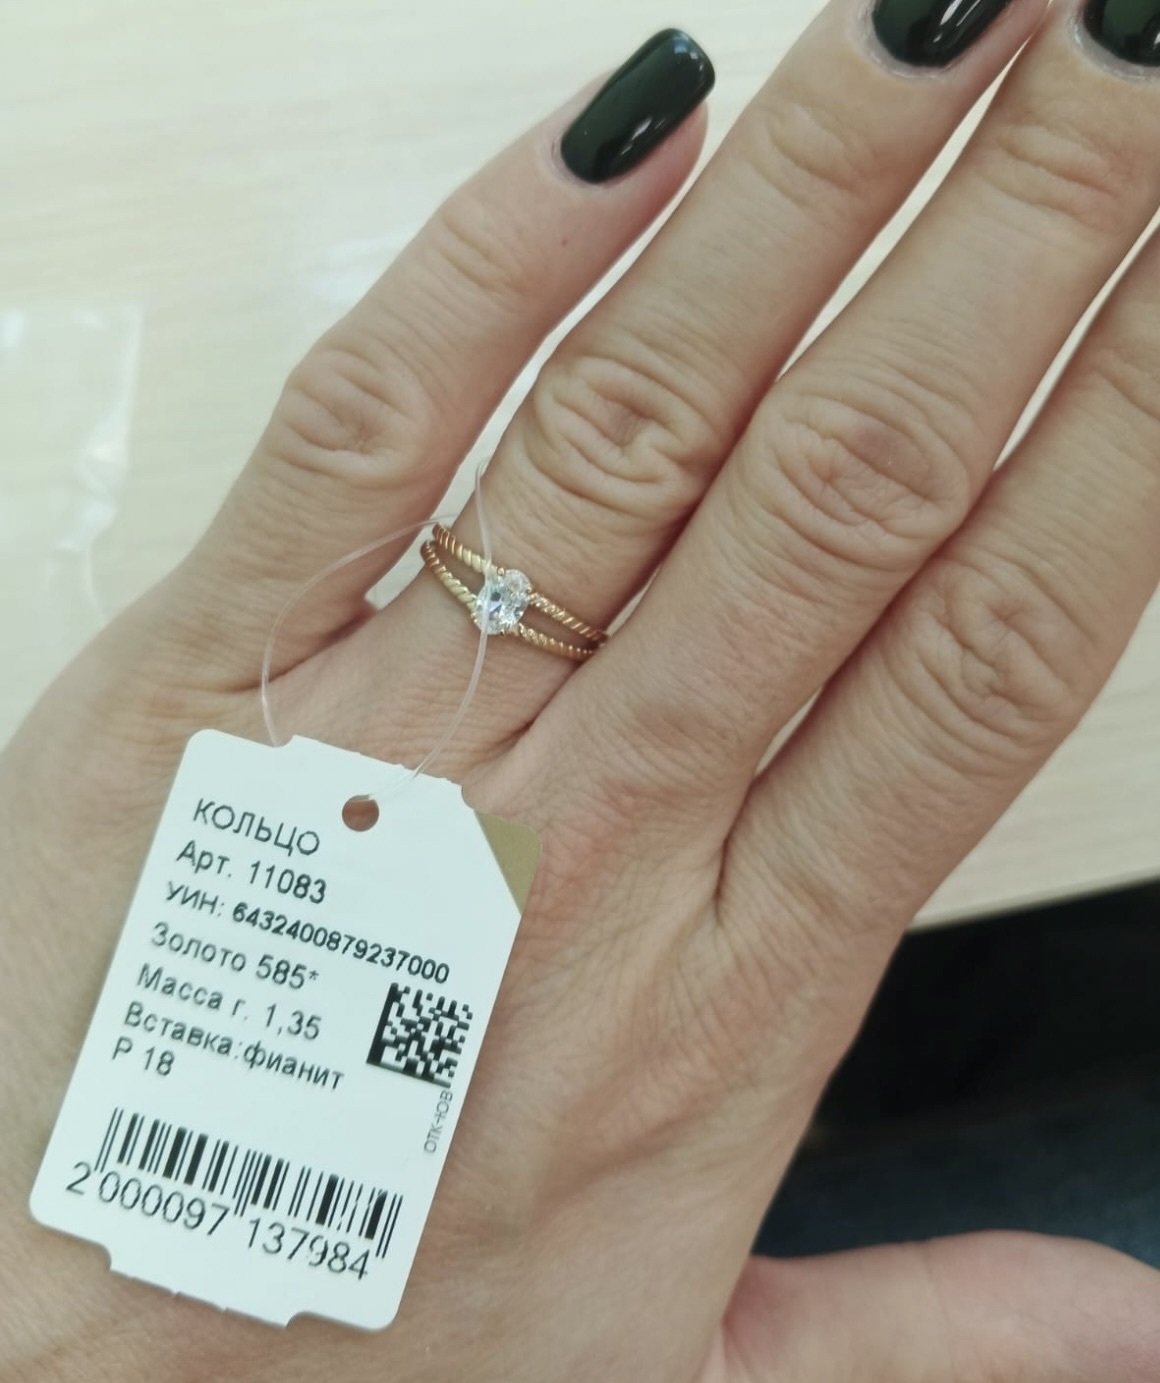 КОЛЬЦО
Арт. 11083
УИН: 6432400879237000
Золото 585*
Масса г. 1,35
Вставка:фианит
Р 18
ОТК-ЮВ
2 000097 137984